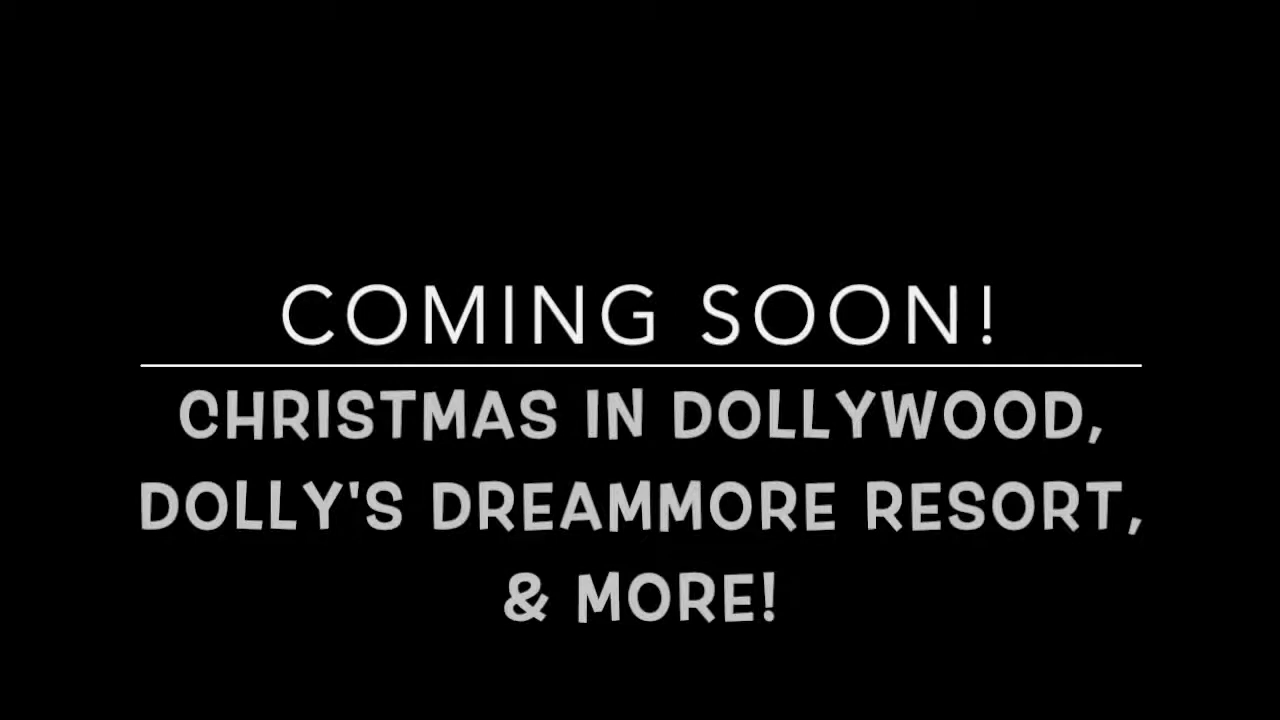 COMING SOON!
CHRISTMAS IN DOLLYWOOD,
DOLLY'S DREAMMORE RESORT,
& MORE!